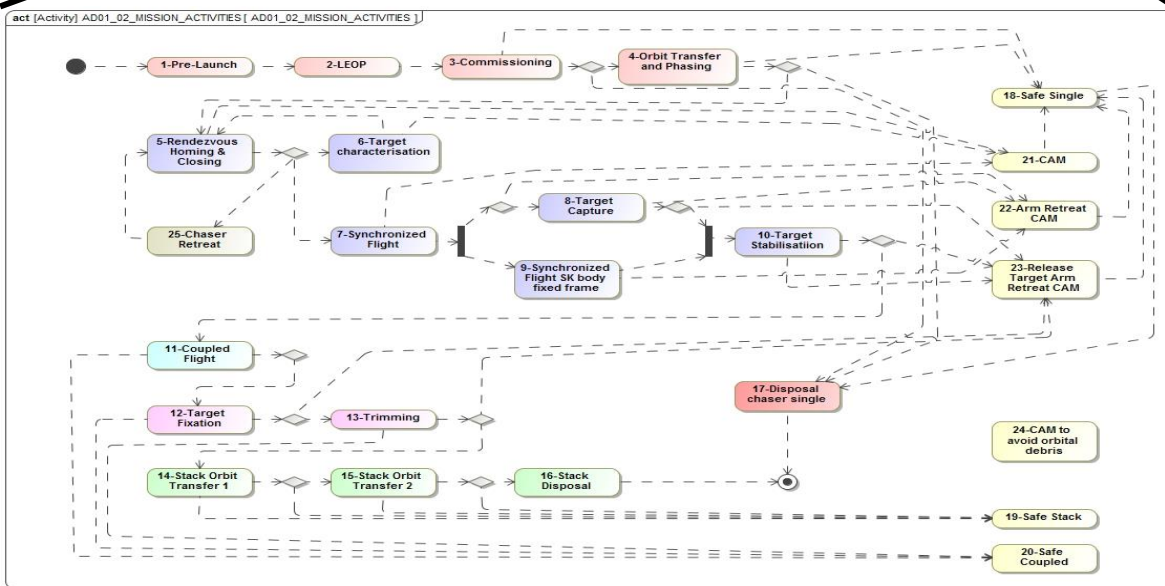 act [Activity] AD01_02_MISSION_ACTIVITIES [ AD01_02_MISSION_ACTIVITIES ]
1-Pre-Launch
2-LEOP
3-Commissioning
4-Orbit Transfer
and Phasing
18-Safe Single
5-Rendezvous
Homing &
Closing
6-Target
characterisation
21-CAM
25-Chaser
Retreat
7-Synchronized
Flight
8-Target
Capture
9-Synchronized
Flight SK body
fixed frame
10-Target
Stabilisatiion
22-Arm Retreat
CAM
23-Release
Target Arm
Retreat CAM
11-Coupled
Flight
17-Disposal
chaser single
12-Target
Fixation
13-Trimming
24-CAM to
avoid orbital
debris
14-Stack Orbit
Transfer 1
15-Stack Orbit
Transfer 2
16-Stack
Disposal
19-Safe Stack
20-Safe
Coupled